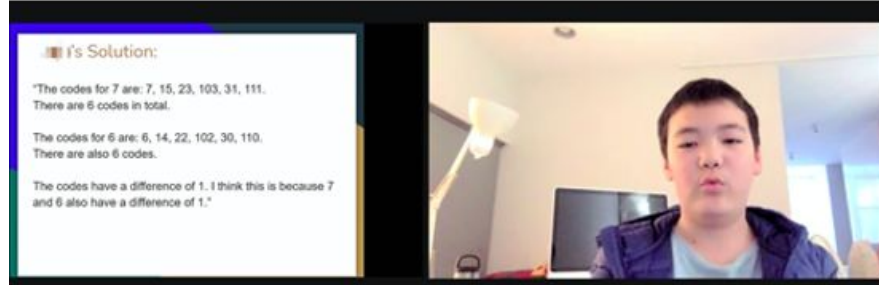 's Solution:
"The codes for 7 are: 7, 15, 23, 103, 31, 111.
There are 6 codes in total.
The codes for 6 are: 6, 14, 22, 102, 30, 110.
There are also 6 codes.
The codes have a difference of 1. I think this is because 7
and 6 also have a difference of 1."